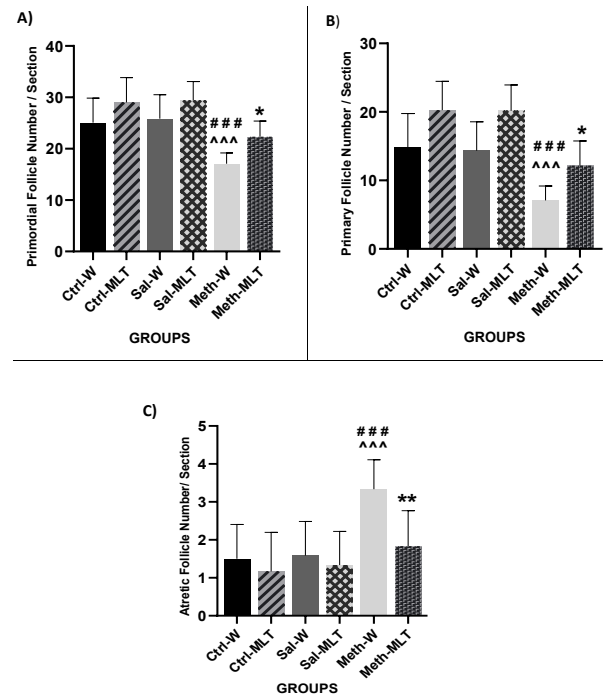 A)
Primordial Follicle Number / Section
40
30
20
10
0
###
^^^
*
Ctrl-W
Ctrl-MLT
Sal-W
Sal-MLT
Meth-W
Meth-MLT
GROUPS
B)
Primary Follicle Number / Section
30
20
10
0
###
^^^
*
Ctrl-W
Ctrl-MLT
Sal-W
Sal-MLT
Meth-W
Meth-MLT
GROUPS
C)
Atretic Follicle Number/ Section
5
4
3
2
1
0
###
^^^
**
Ctrl-W
Ctrl-MLT
Sal-W
Sal-MLT
Meth-W
Meth-MLT
GROUPS